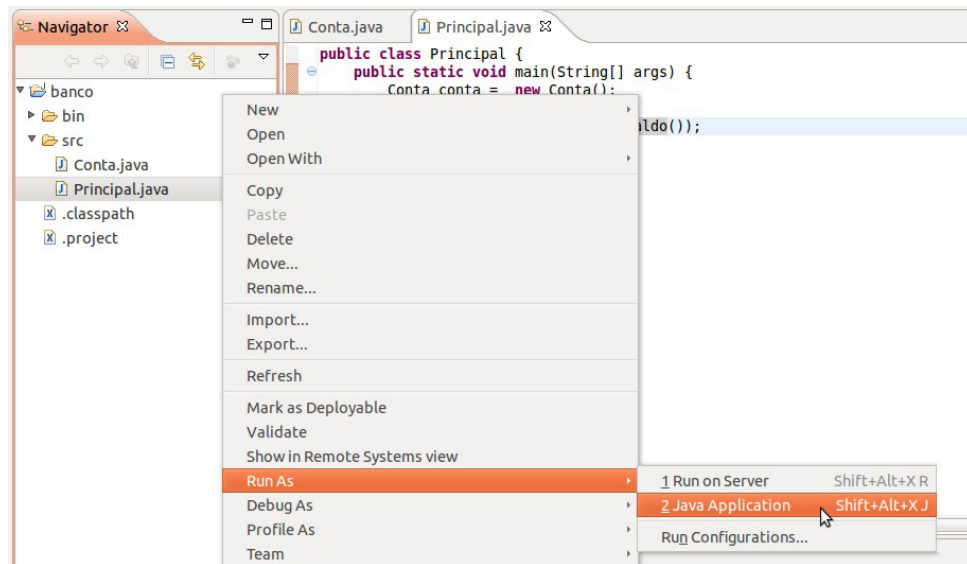 Navigator
Conta.java
Principal.java
public class Principal {
public static void main(String[] args) {
Conta conta = new Conta();
aldo());
banco
bin
src
Conta.java
Principal.java
.classpath
.project
New
Open
Open With
Copy
Paste
Delete
Move...
Rename...
Import...
Export...
Refresh
Mark as Deployable
Validate
Show in Remote Systems view
Run As
Debug As
Profile As
Team
1 Run on Server Shift+Alt+X R
2 Java Application Shift+Alt+X J
Run Configurations...